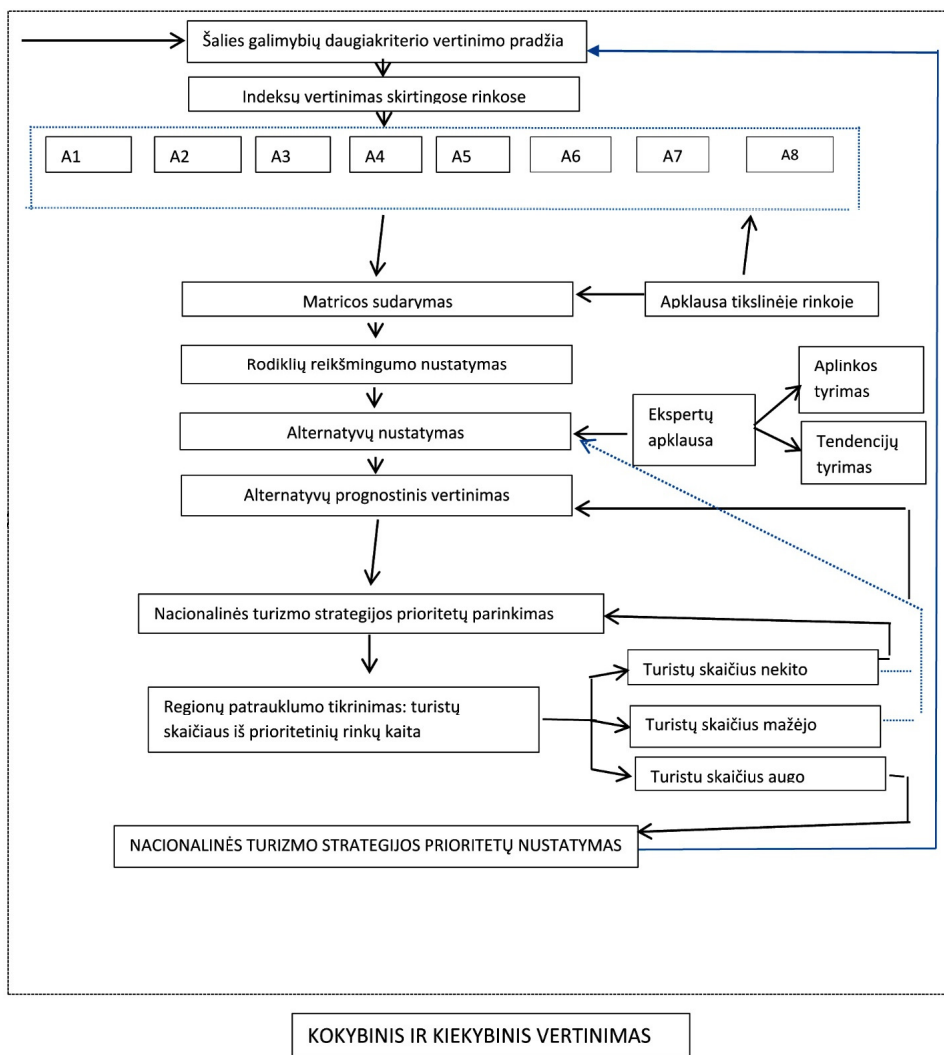 Šalies galimybių daugiakriterio vertinimo pradžia
Indeksų vertinimas skirtingose rinkose
A1 A2 A3 A4 A5 A6 A7 A8
Matricos sudarymas
Apklausa tikslinėje rinkoje
Rodiklių reikšmingumo nustatymas
Aplinkos
tyrimas
Ekspertų
apklausa
Alternatyvų nustatymas
Tendencijų
tyrimas
Alternatyvų prognostinis vertinimas
Nacionalinės turizmo strategijos prioritetų parinkimas
Turistų skaičius nekito
Regionų patrauklumo tikrinimas: turistų
skaičiaus iš prioritetinių rinkų kaita
Turistų skaičius mažėjo
Turistu skaičius augo
NACIONALINĖS TURIZMO STRATEGIJOS PRIORITETŲ NUSTATYMAS
KOKYBINIS IR KIEKYBINIS VERTINIMAS